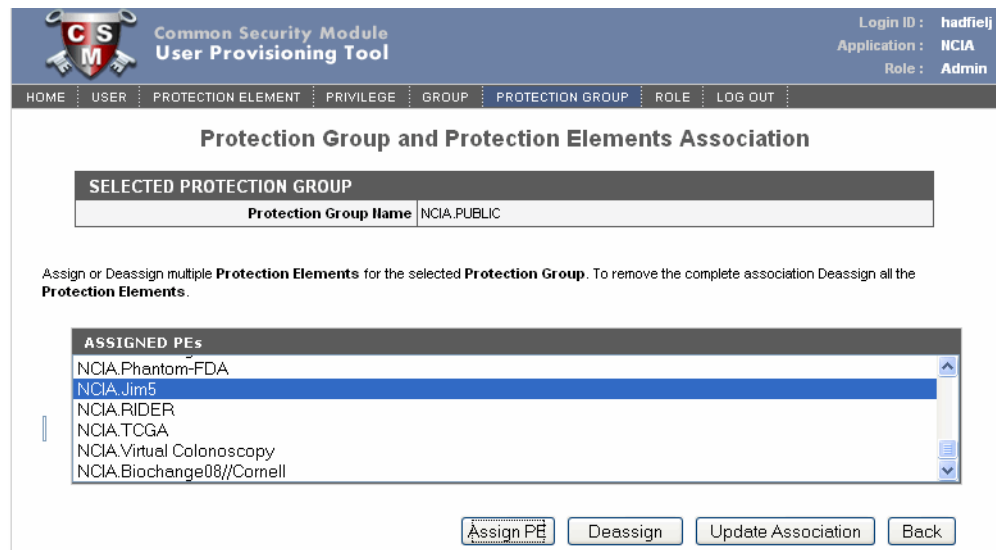 CSM
Common Security Module
User Provisioning Tool
Login ID : hadfielj
Application : NCIA
Role : Admin
HOME USER PROTECTION ELEMENT PRIVILEGE GROUP PROTECTION GROUP ROLE LOG OUT
Protection Group and Protection Elements Association
SELECTED PROTECTION GROUP
Protection Group Name NCIA.PUBLIC
Assign or Deassign multiple Protection Elements for the selected Protection Group. To remove the complete association Deassign all the
Protection Elements.
ASSIGNED PEs
NCIA.Phantom-FDA
NCIA.Jim5
NCIA.RIDER
NCIA.TCGA
NCIA.Virtual Colonoscopy
NCIA.Biochange08//Cornell
Assign PE Deassign Update Association Back